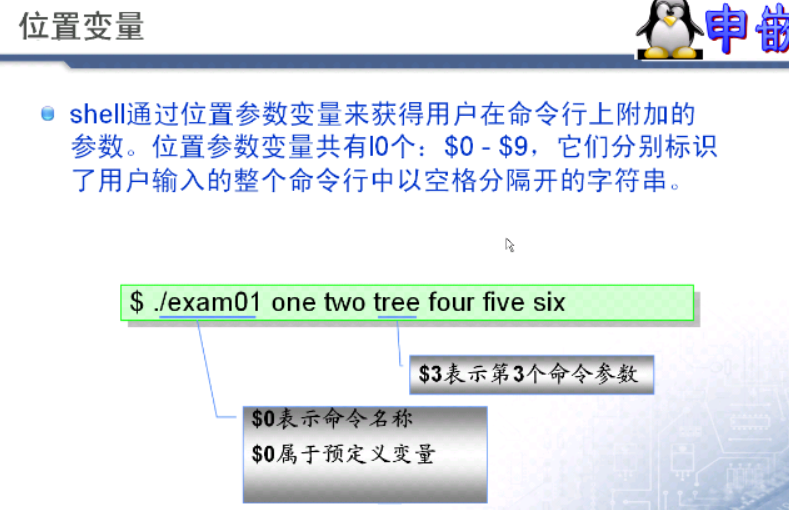 位置变量
申嵌
shell通过位置参数变量来获得用户在命令行上附加的
参数。位置参数变量共有l0个：$0 - $9，它们分别标识
了用户输入的整个命令行中以空格分隔开的字符串。
$ ./exam01 one two tree four five six
$3表示第3个命令参数
$0表示命令名称
$0属于预定义变量